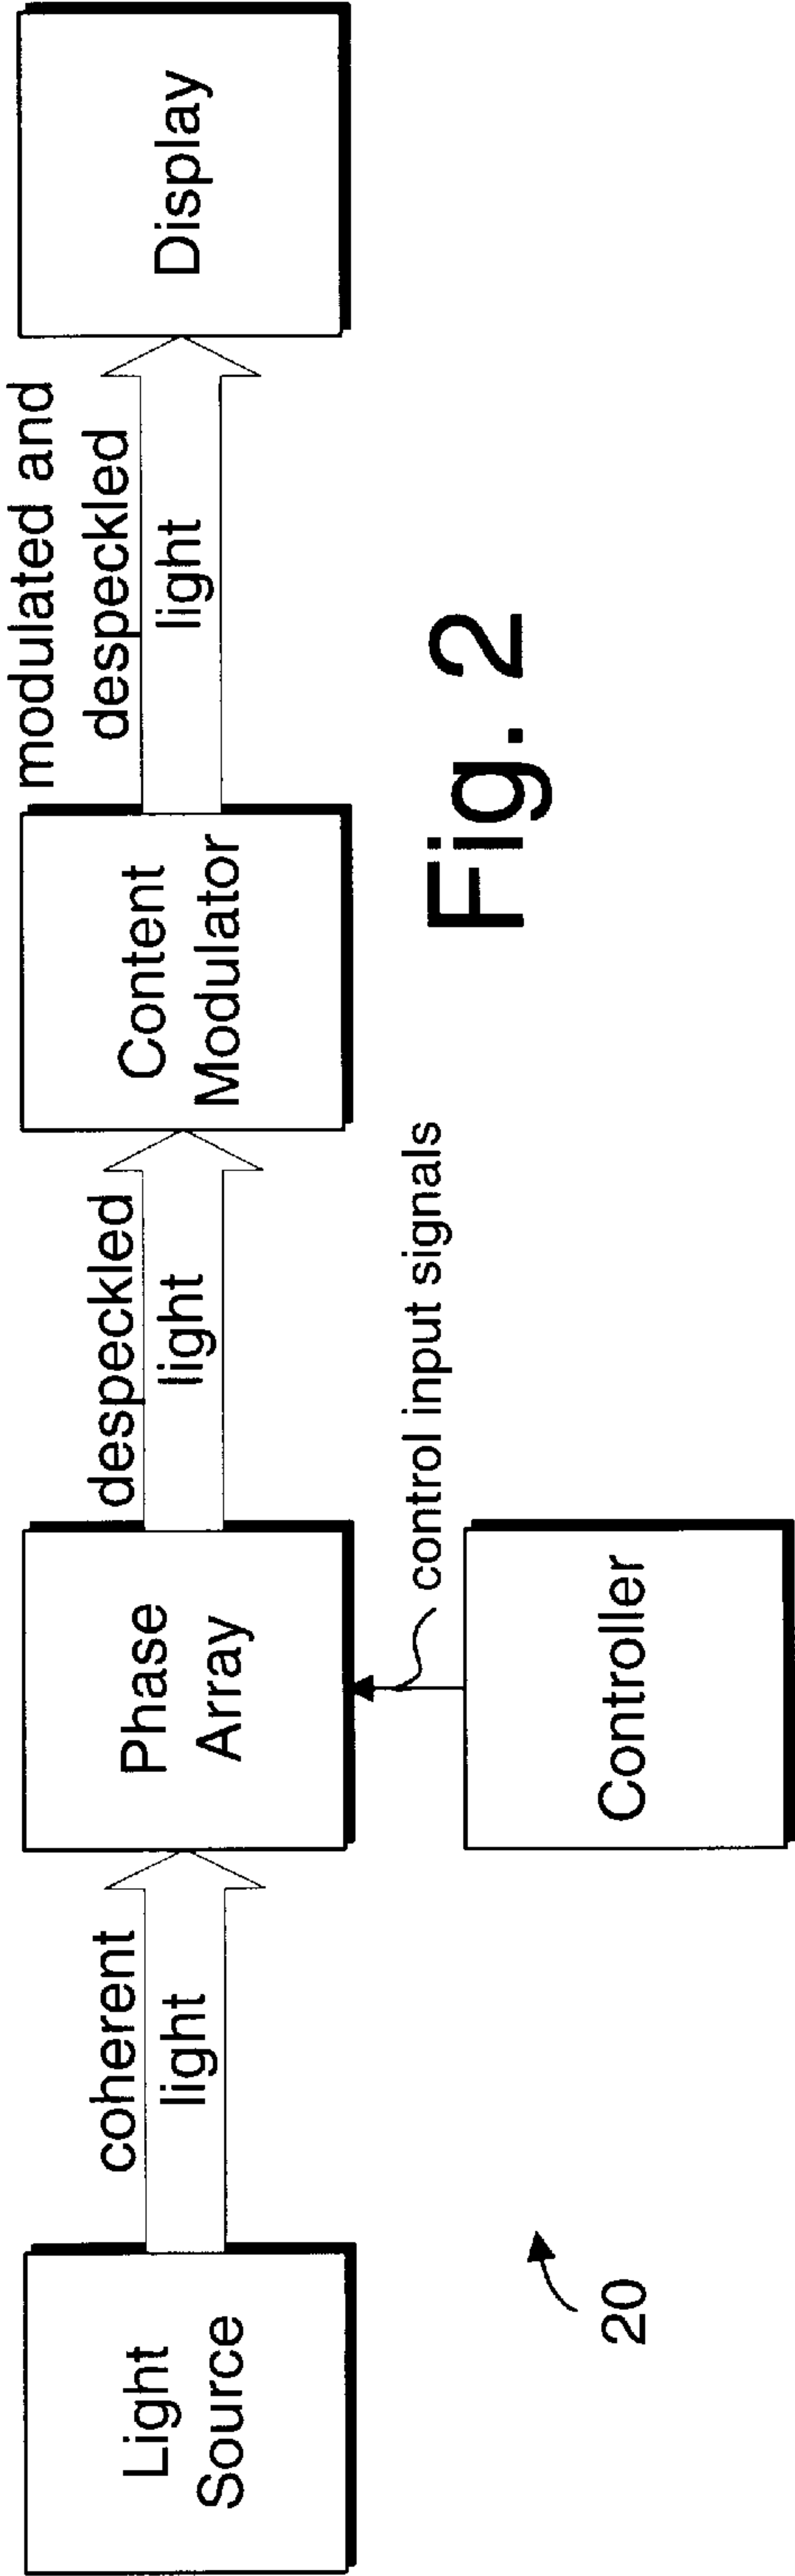 Light
Source
coherent
light
Phase
Array
despeckled
light
Content
Modulator
modulated and
despeckled
light
Display
control input signals
Controller
20
Fig. 2